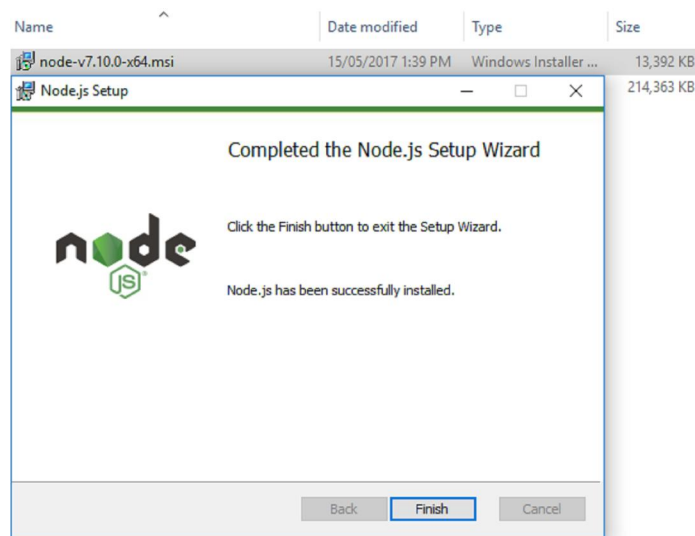 Name Date modified Type Size
node-v7.10.0-x64.msi 15/05/2017 1:39 PM Windows Installer ... 13,392 KB
Node.js Setup
214,363 KB
Completed the Node.js Setup Wizard
Click the Finish button to exit the Setup Wizard.
node
JS
Node.js has been successfully installed.
Back Finish Cancel